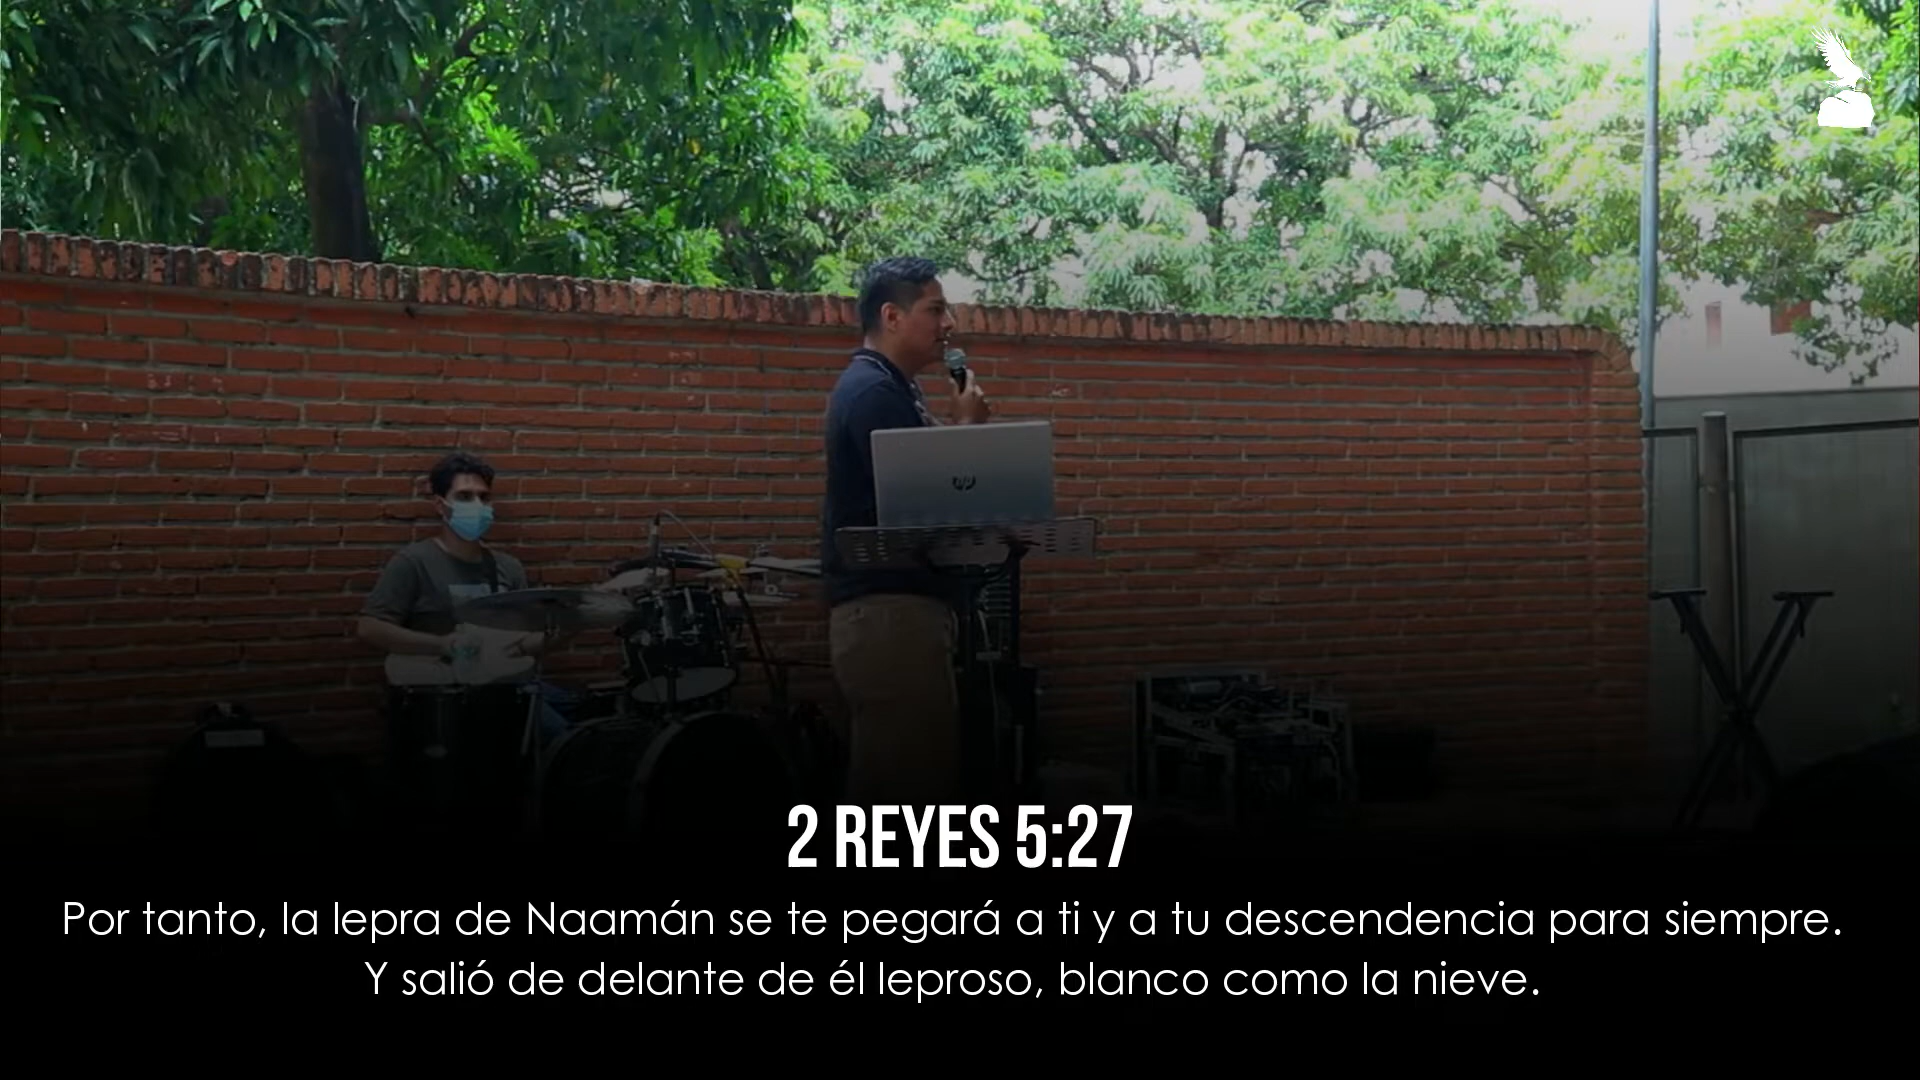 hp
2 REYES 5:27
Por tanto, la lepra de Naamán se te pegará a ti y a tu descendencia para siempre.
Y salió de delante de él leproso, blanco como la nieve.